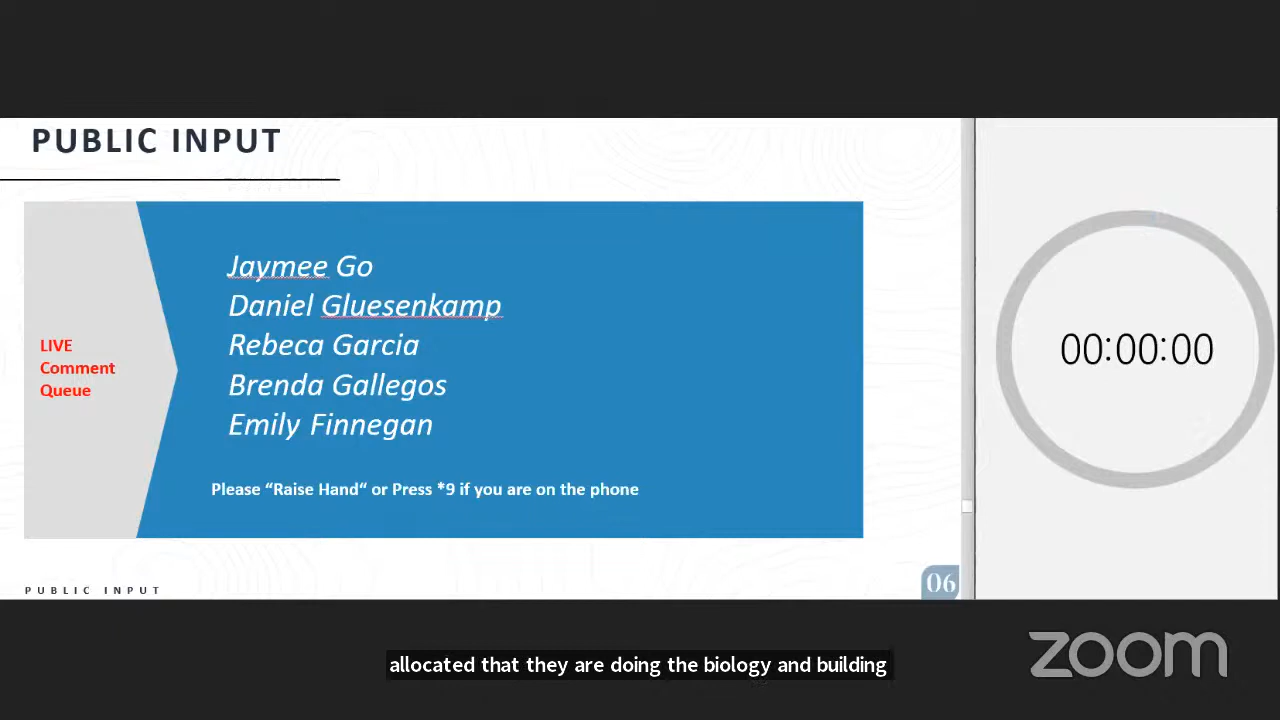 PUBLIC INPUT
LIVE
Comment
Queue
Jaymee Go
Daniel Gluesenkamp
Rebeca Garcia
Brenda Gallegos
Emily Finnegan
Please “Raise Hand“ or Press *9 if you are on the phone
00:00:00
PUBLIC INPUT
06
allocated that they are doing the biology and building
zoom